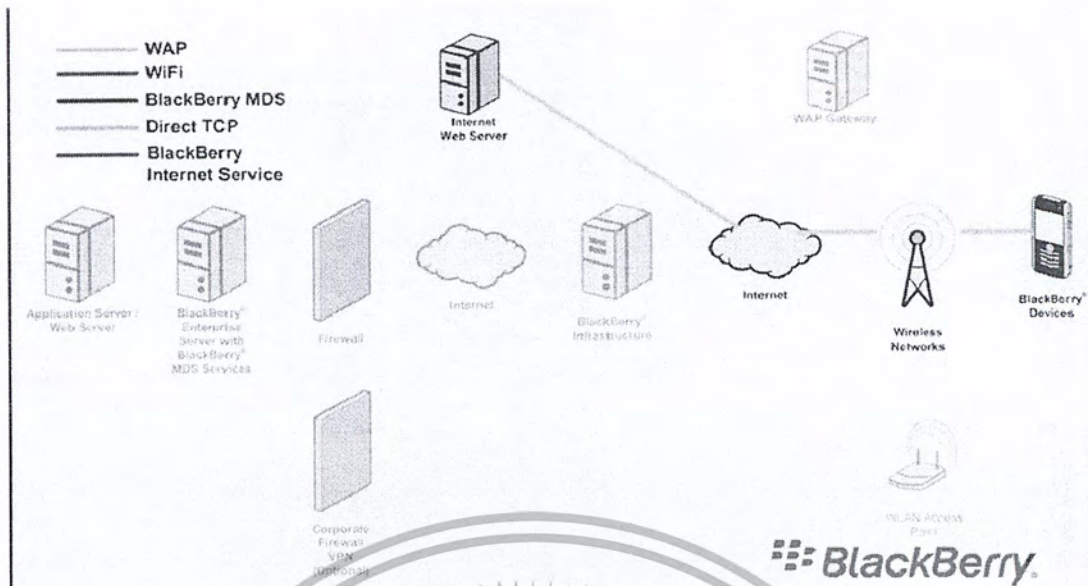 WAP
WiFi
BlackBerry MDS
Direct TCP
BlackBerry
Internet Service
Internet
Web Server
WAP Gateway
Application Server /
Web Server
BlackBerry®
Enterprise
Server with
BlackBerry®
MDS Services
Firewall
Internet
BlackBerry®
Infrastructure
Internet
Wireless
Networks
BlackBerry®
Devices
Corporate
Firewall
VPN
(optional)
WLAN Access
BlackBerry®